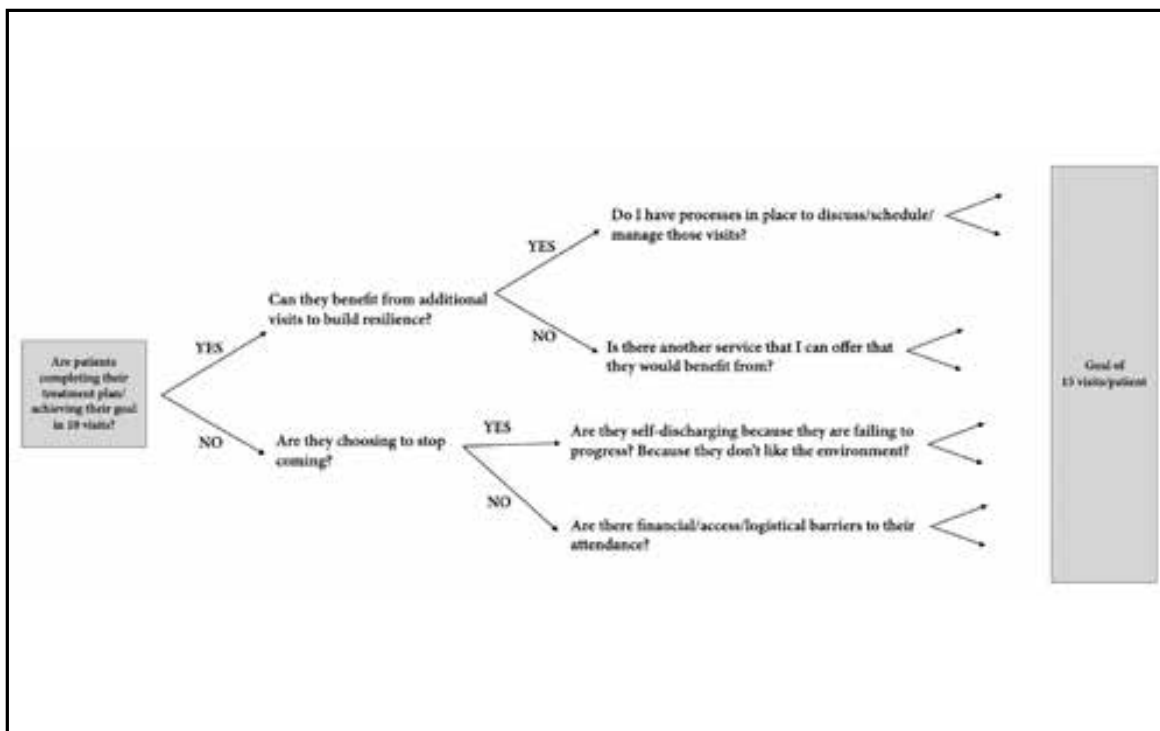 Do I have processes in place to discuss/schedule/
manage those visits?
YES
Can they benefit from additional
visits to build resilience?
NO
Is there another service that I can offer that
they would benefit from?
YES
Are patients
completing their
treatment plan/
achieving their goal
in 10 visits?
NO
Are they choosing to stop
coming?
YES
Are they self-discharging because they are failing to
progress? Because they don't like the environment?
NO
Are there financial/access/logistical barriers to their
attendance?
Goal of
15 visits/patient